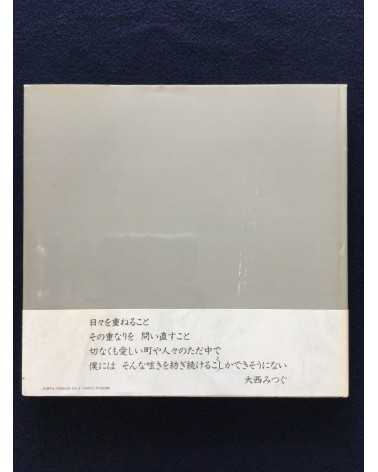 日々を重ねること
その重なりを 問い直すこと
切なくも愛しい町や人々のただ中で
僕には そんな呟きを紡ぎ続けることしかできそうにない
大西みつぐ